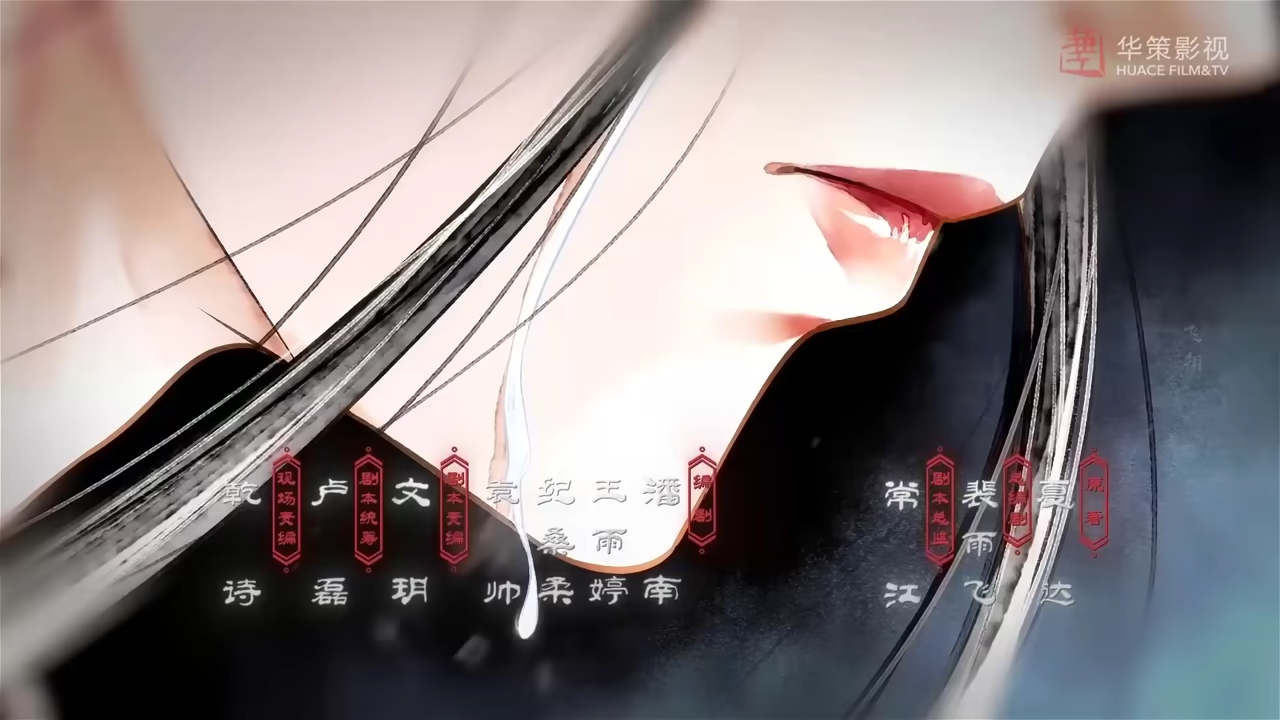 华策影视
HUACE FILM&TV
原著
夏达
总编剧
裴雨飞
剧本总监
常江
编剧
潘南
王雨婷
纪桑柔
袁帅
剧本责编
文玥
剧本统筹
卢磊
现场责编
乾诗